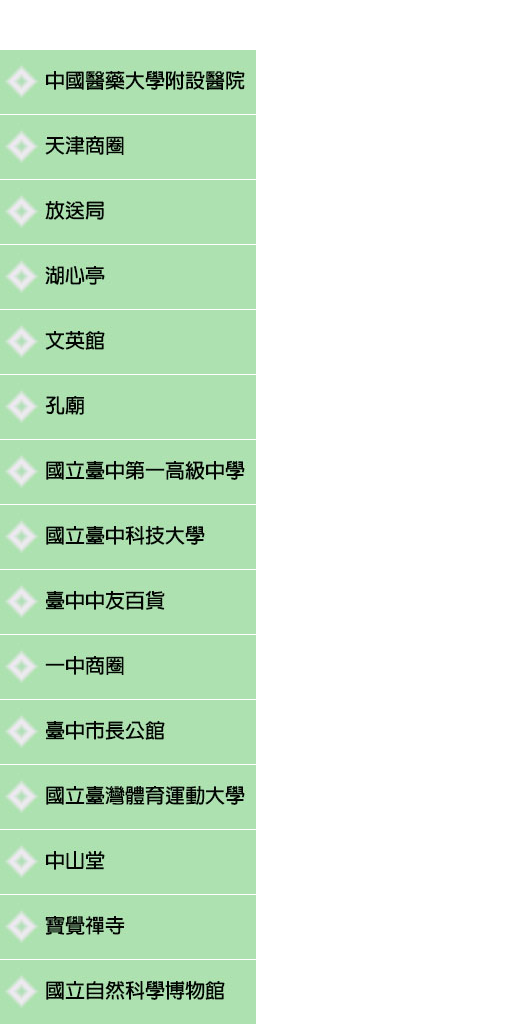 中國醫藥大學附設醫院
天津商圈
放送局
湖心亭
文英館
孔廟
國立臺中第一高級中學
國立臺中科技大學
臺中中友百貨
一中商圈
臺中市長公館
國立臺灣體育運動大學
中山堂
寶覺禪寺
國立自然科學博物館